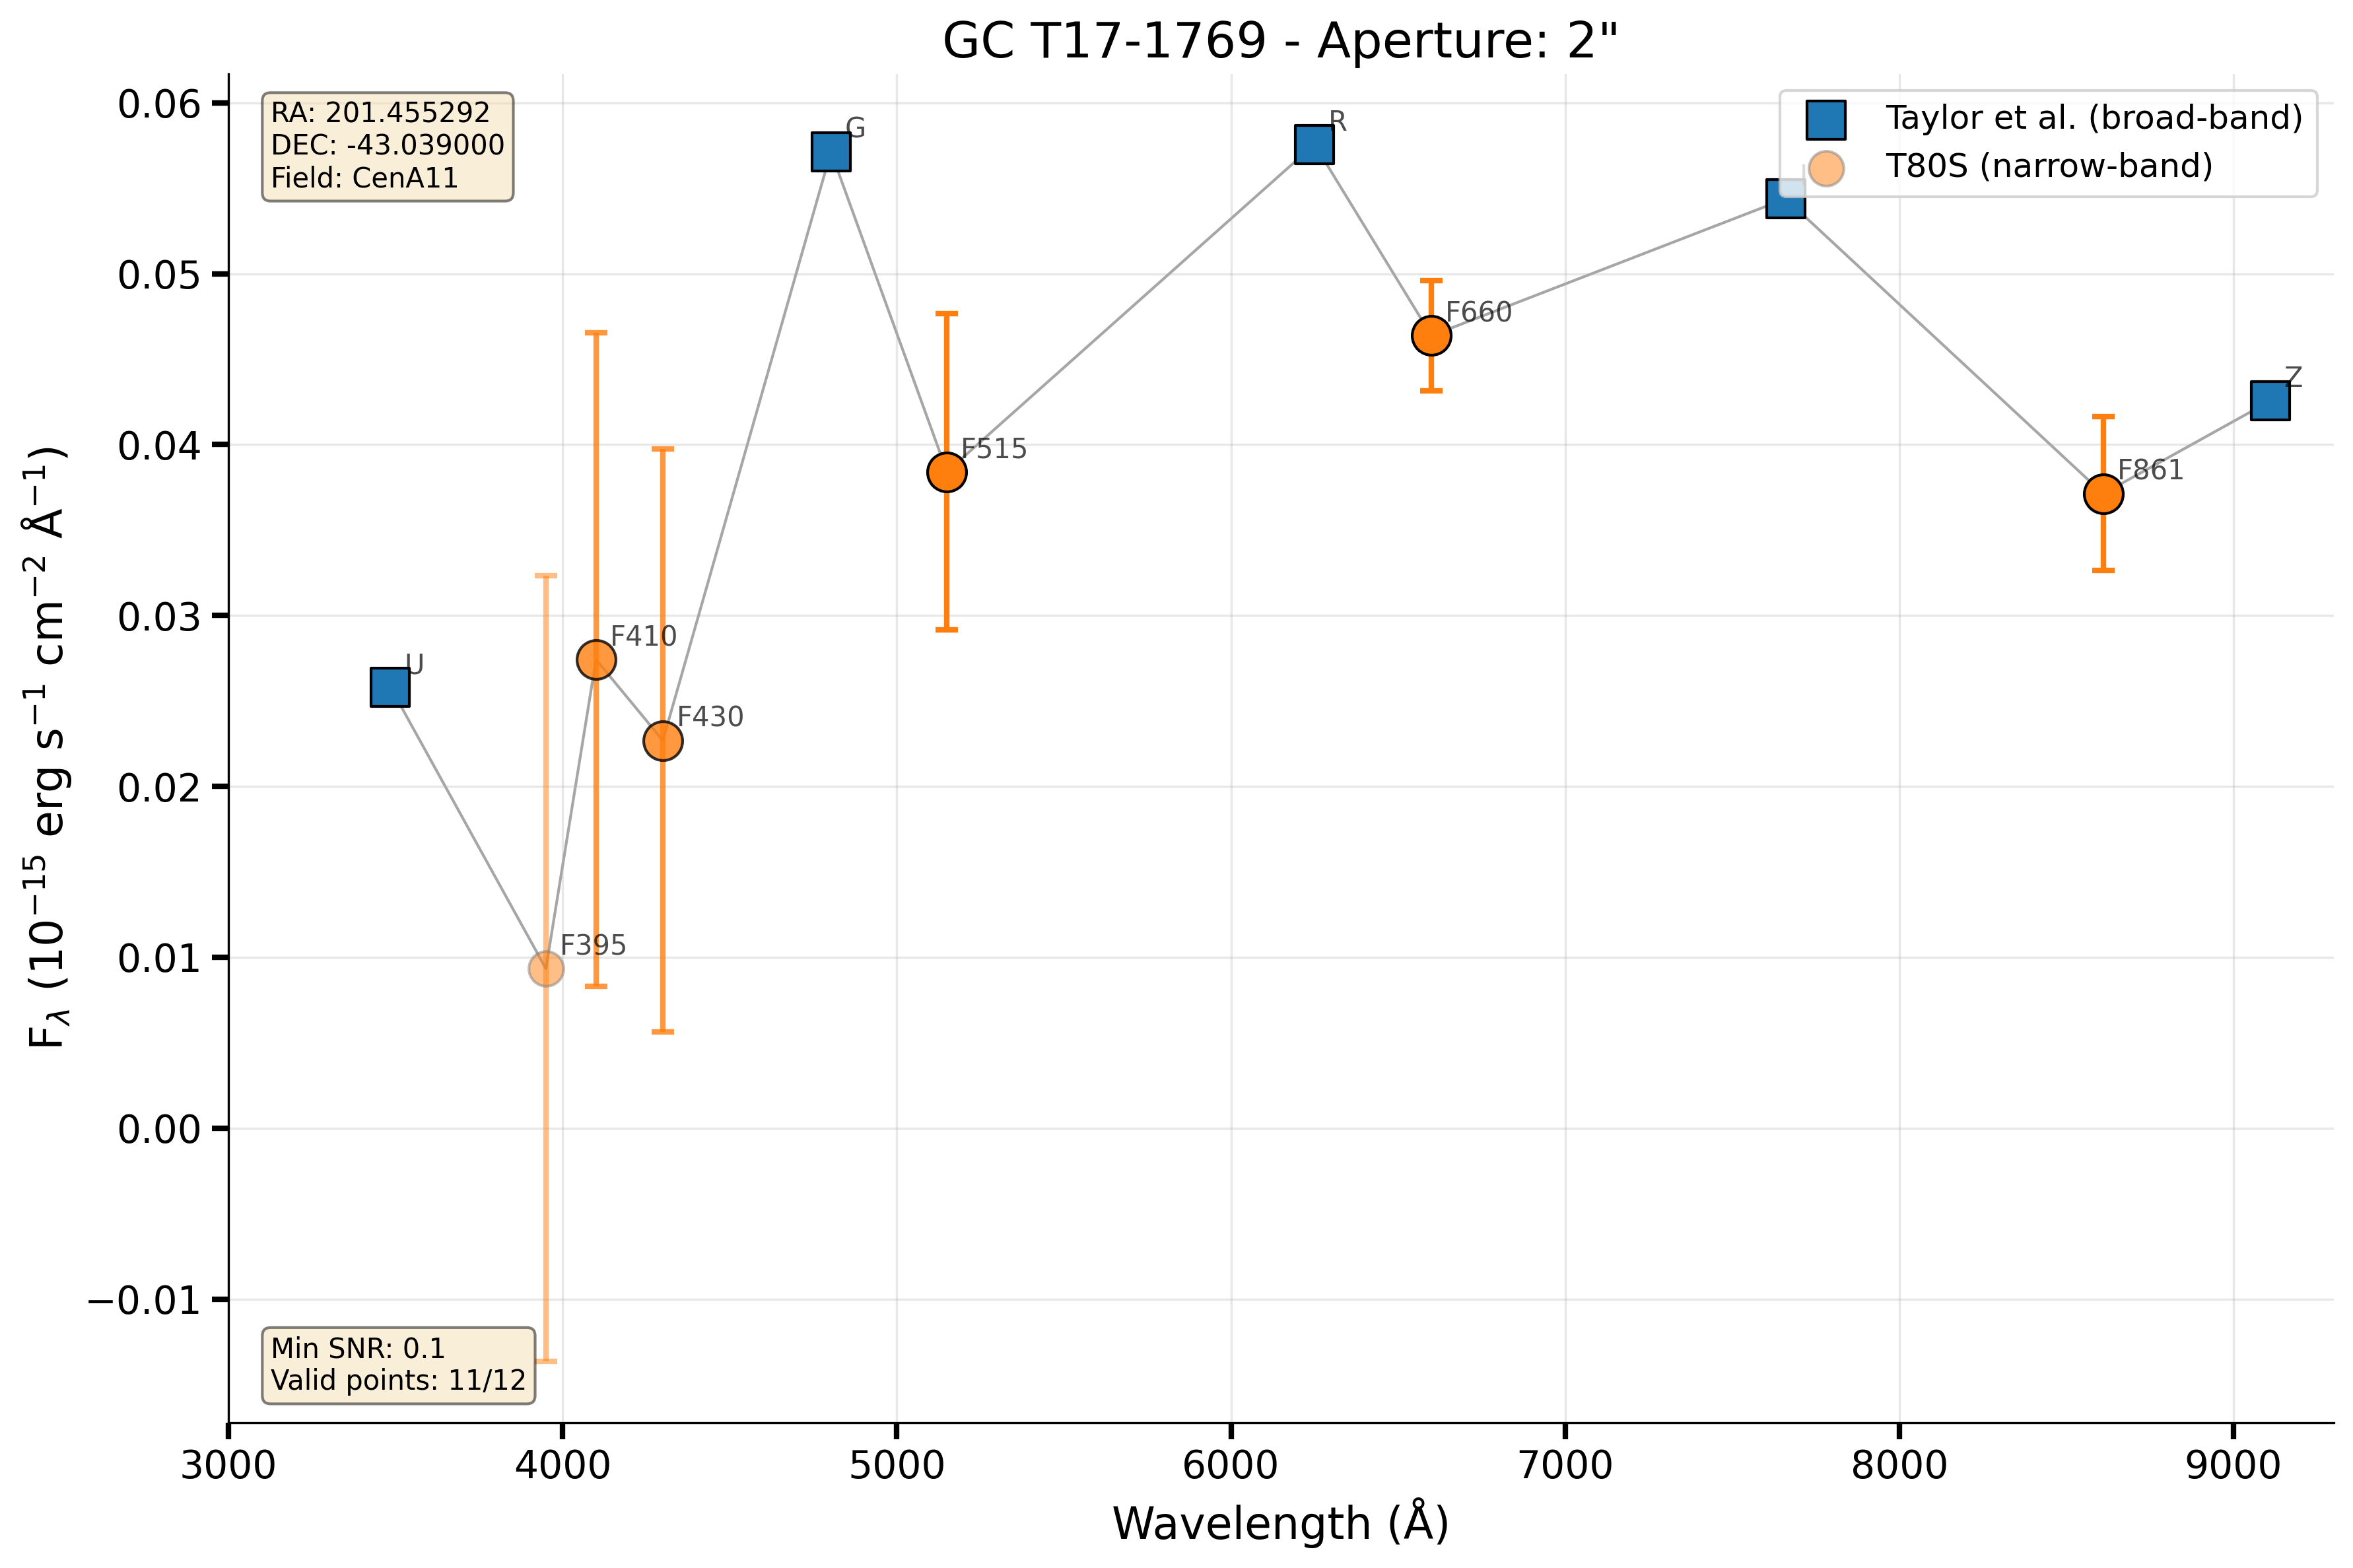 GC T17-1769 - Aperture: 2"
RA: 201.455292
DEC: -43.039000
Field: CenA11
Taylor et al. (broad-band)
T80S (narrow-band)
F_λ (10⁻¹⁵ erg s⁻¹ cm⁻² Å⁻¹)
0.06
0.05
0.04
0.03
0.02
0.01
0.00
−0.01
G
R
F660
Z
F515
F861
F410
U
F430
F395
Min SNR: 0.1
Valid points: 11/12
3000 4000 5000 6000 7000 8000 9000
Wavelength (Å)